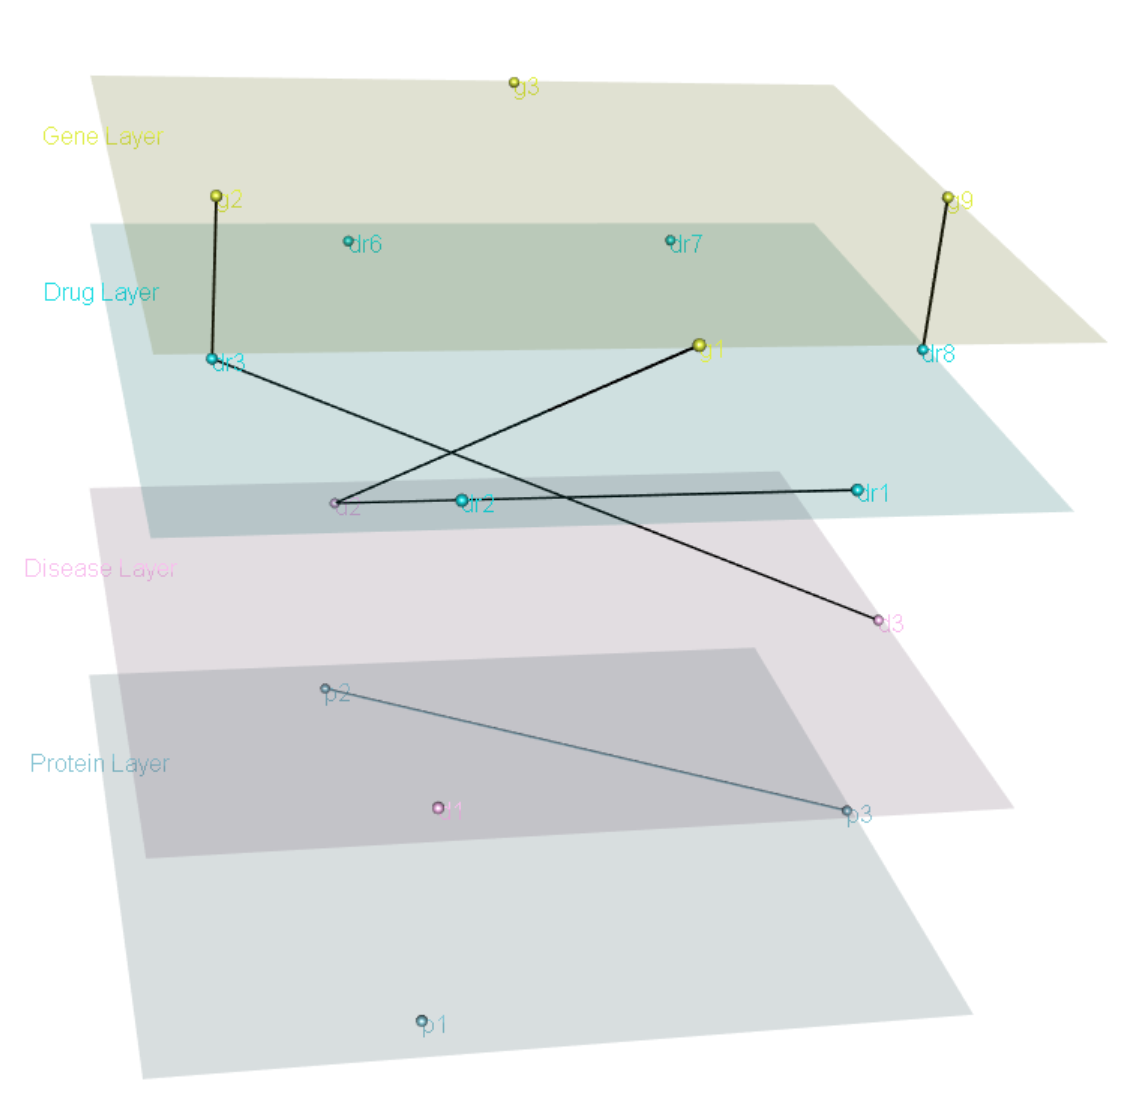 g3
Gene Layer
g2
g9
dr6
dr7
Drug Layer
g1
dr8
dr3
dr1
d2
dr2
Disease Layer
d3
p2
Protein Layer
d1
p3
p1